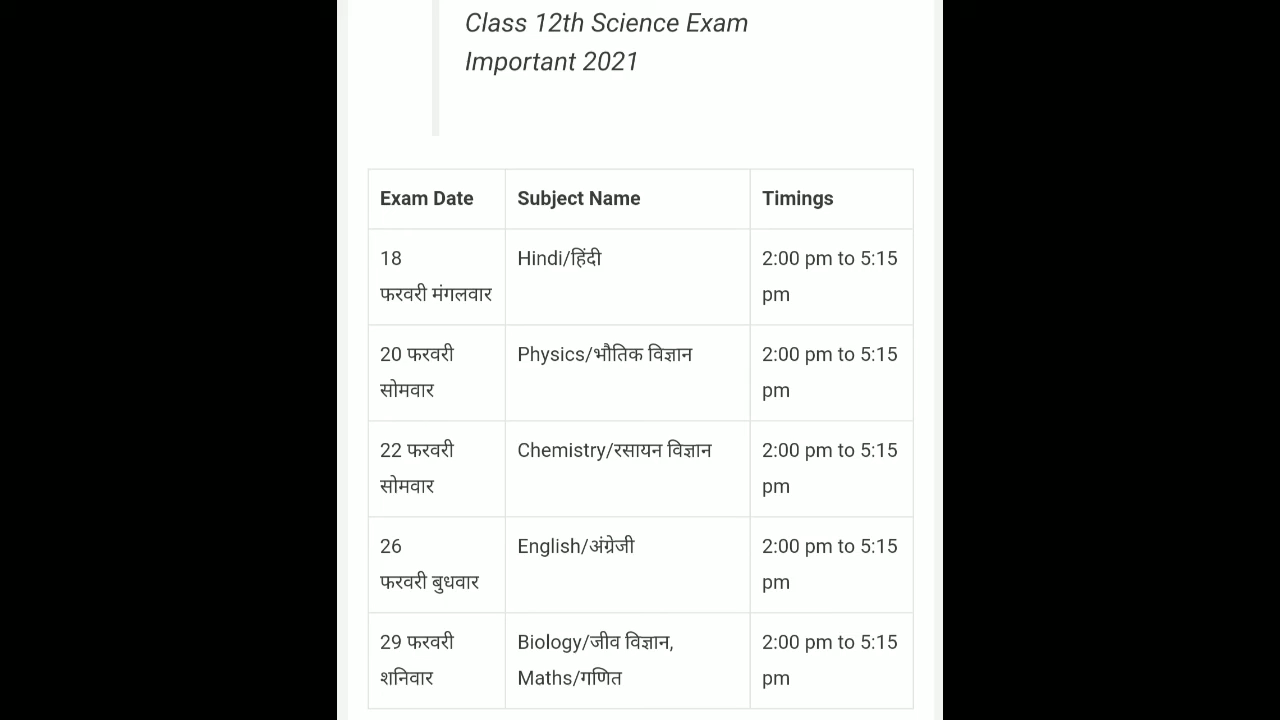 Class 12th Science Exam
Important 2021
Exam Date Subject Name Timings
18 Hindi/हिंदी 2:00 pm to 5:15
फरवरी मंगलवार pm
20 फरवरी Physics/भौतिक विज्ञान 2:00 pm to 5:15
सोमवार pm
22 फरवरी Chemistry/रसायन विज्ञान 2:00 pm to 5:15
सोमवार pm
26 English/अंग्रेजी 2:00 pm to 5:15
फरवरी बुधवार pm
29 फरवरी Biology/जीव विज्ञान, 2:00 pm to 5:15
शनिवार Maths/गणित pm